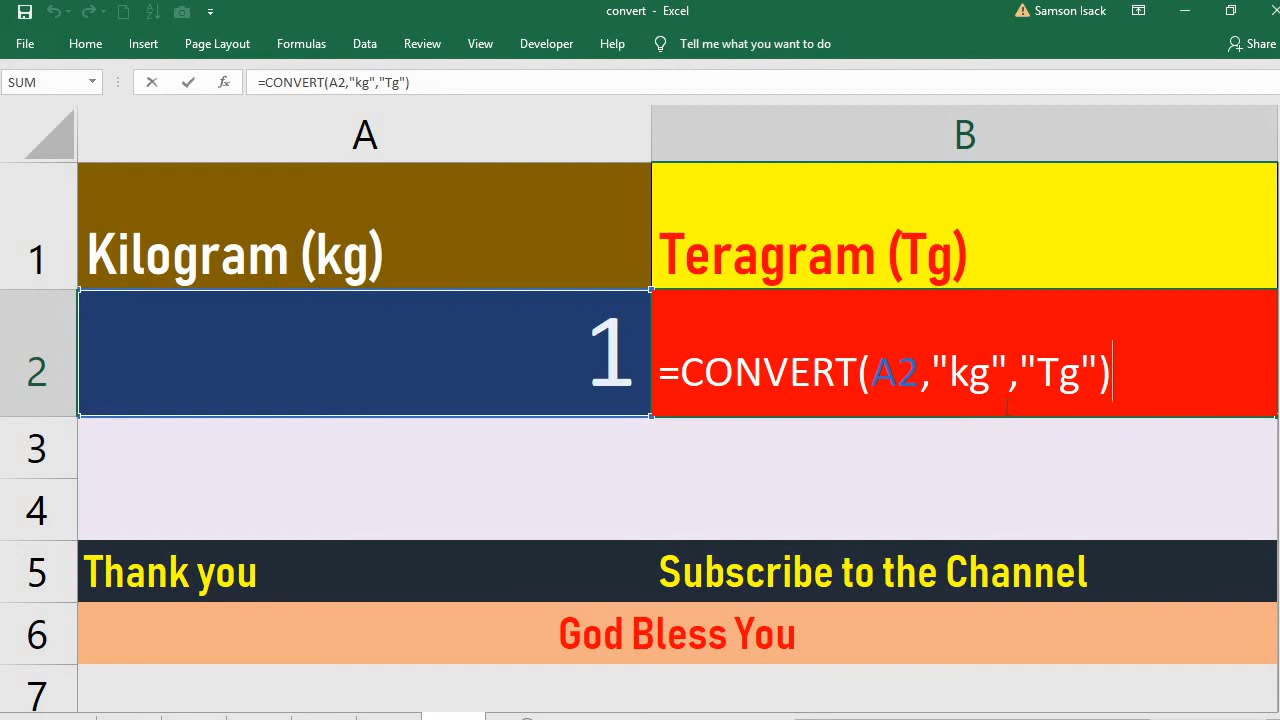 convert - Excel
Samson Isack
File Home Insert Page Layout Formulas Data Review View Developer Help Tell me what you want to do Share
SUM fx =CONVERT(A2,"kg","Tg")
A B
1 Kilogram (kg) Teragram (Tg)
2 1 =CONVERT(A2,"kg","Tg")
3
4
5 Thank you Subscribe to the Channel
6 God Bless You
7